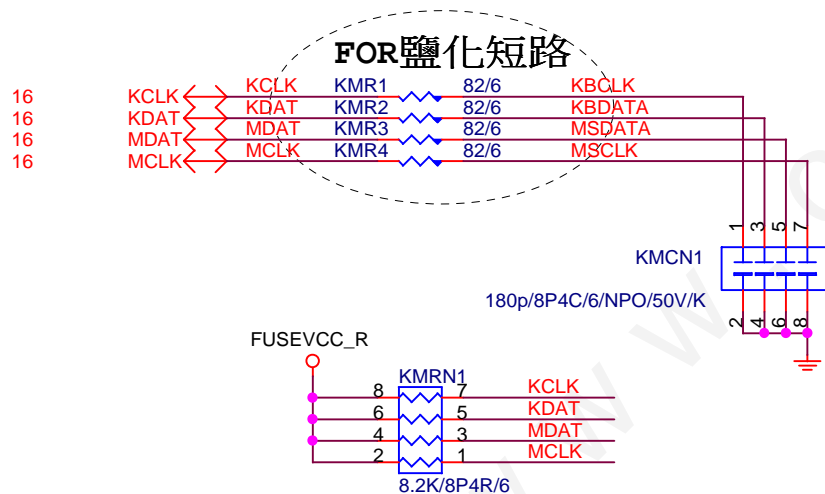 FOR鹽化短路
16 KCLK KCLK KMR1 82/6 KBCLK
16 KDAT KDAT KMR2 82/6 KBDATA
16 MDAT MDAT KMR3 82/6 MSDATA
16 MCLK MCLK KMR4 82/6 MSCLK
1 3 5 7
KMCN1
180p/8P4C/6/NPO/50V/K
2 4 6 8
FUSEVCC_R
KMRN1
8 7 KCLK
6 5 KDAT
4 3 MDAT
2 1 MCLK
8.2K/8P4R/6